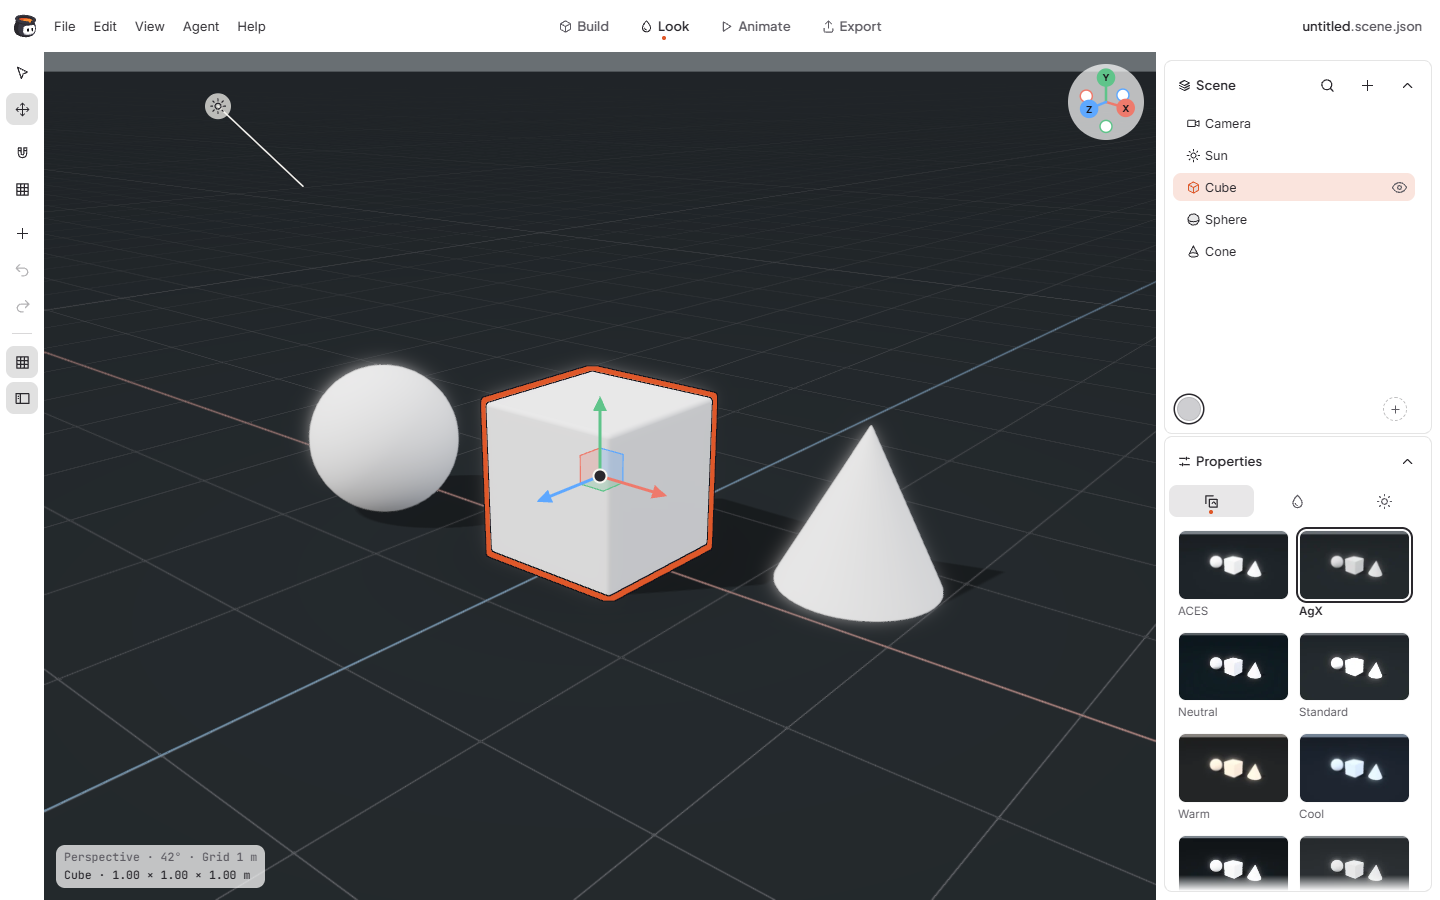 File Edit View Agent Help
Build Look Animate Export
untitled.scene.json
Y
Z X
Perspective · 42° · Grid 1 m
Cube · 1.00 × 1.00 × 1.00 m
Scene
Camera
Sun
Cube
Sphere
Cone
Properties
ACES AgX
Neutral Standard
Warm Cool